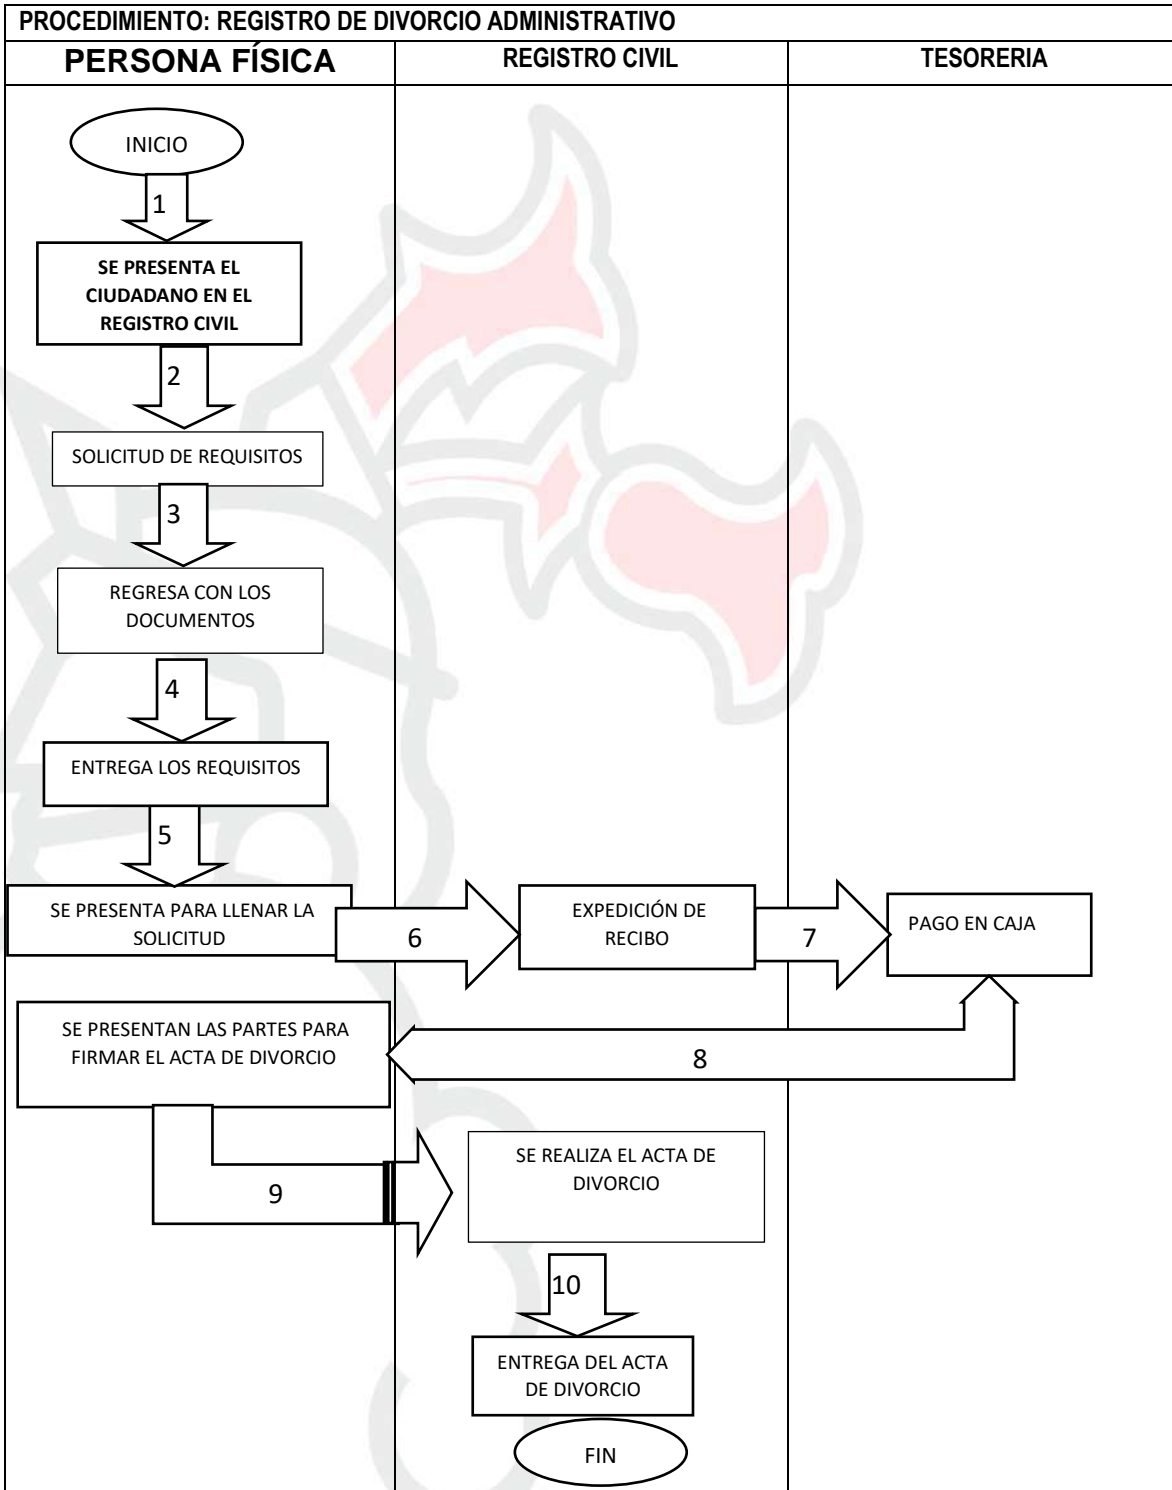 PROCEDIMIENTO: REGISTRO DE DIVORCIO ADMINISTRATIVO
PERSONA FÍSICA
REGISTRO CIVIL
TESORERIA
INICIO
1
SE PRESENTA EL
CIUDADANO EN EL
REGISTRO CIVIL
2
SOLICITUD DE REQUISITOS
3
REGRESA CON LOS
DOCUMENTOS
4
ENTREGA LOS REQUISITOS
5
SE PRESENTA PARA LLENAR LA
SOLICITUD
6
EXPEDICIÓN DE
RECIBO
7
PAGO EN CAJA
8
SE PRESENTAN LAS PARTES PARA
FIRMAR EL ACTA DE DIVORCIO
9
SE REALIZA EL ACTA DE
DIVORCIO
10
ENTREGA DEL ACTA
DE DIVORCIO
FIN